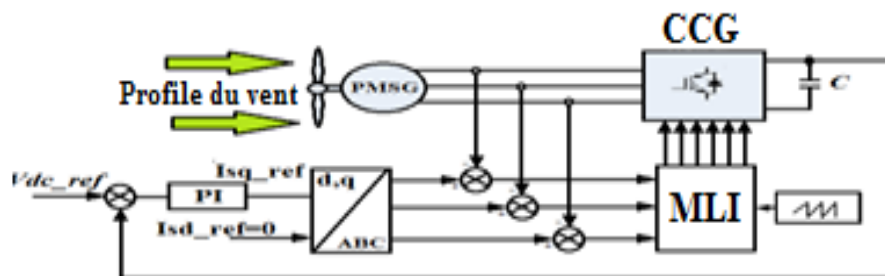 CCG
Profile du vent
PMSG
C
Vdc_ref
Isq_ref
PI
d,q
Isd_ref=0
ABC
MLI